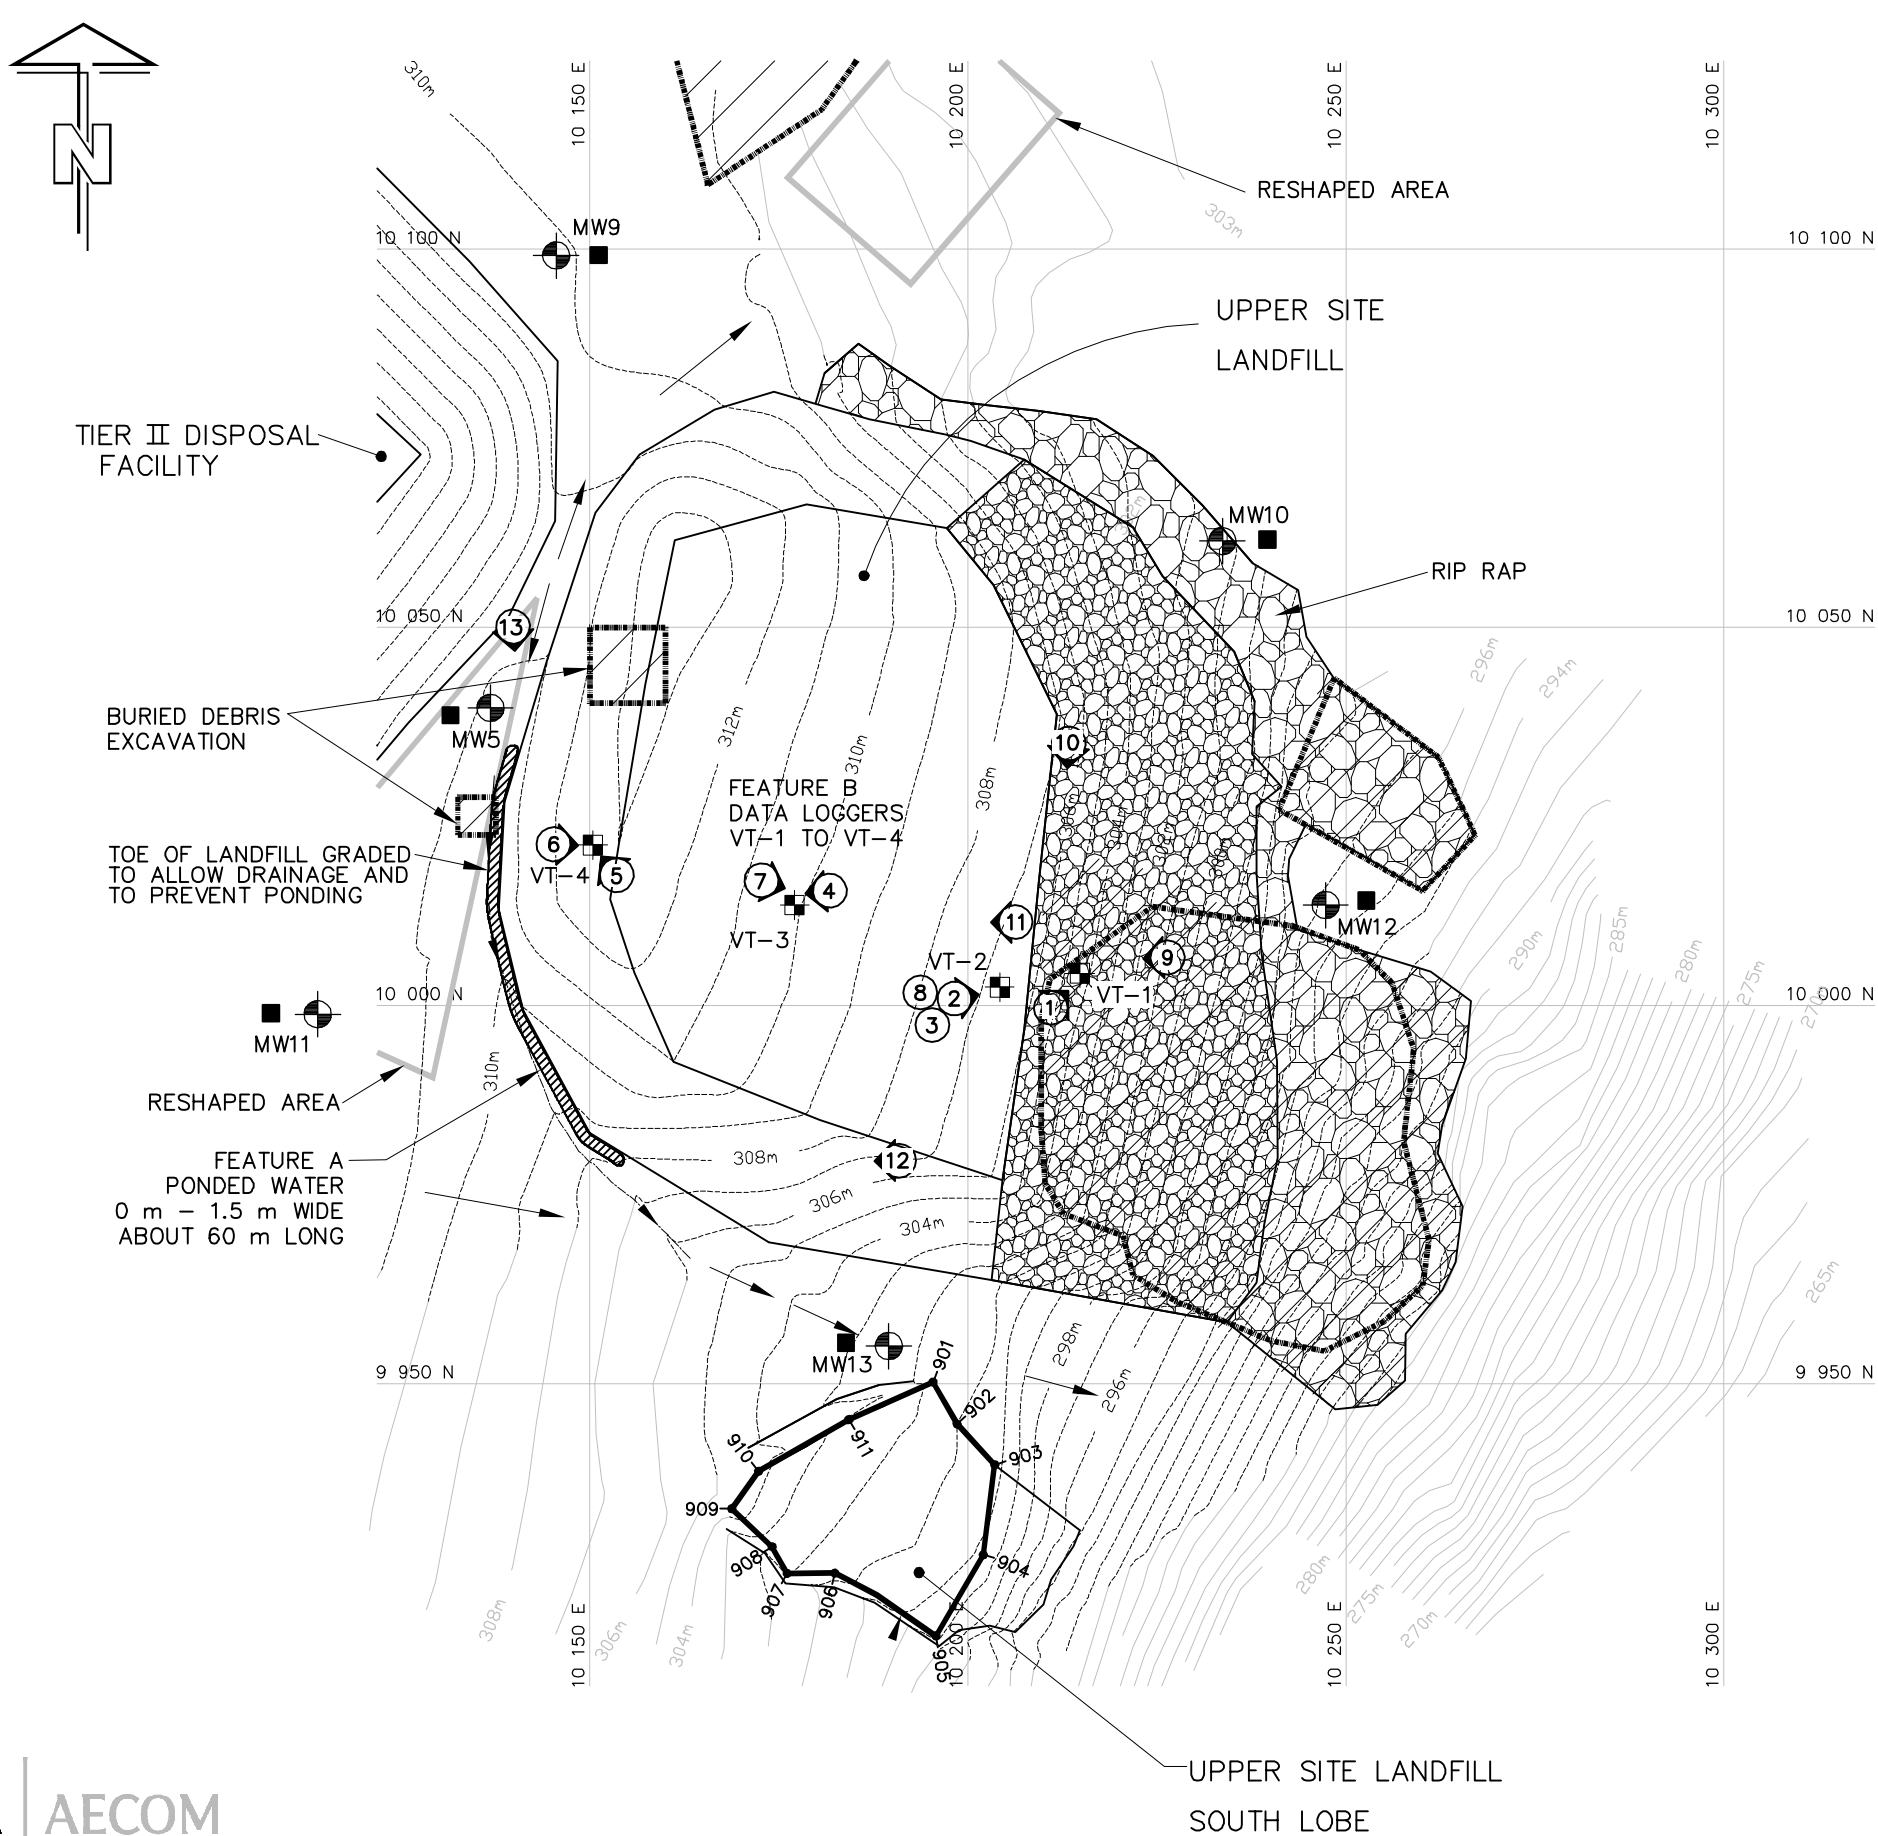 N
310m
10 150 E
10 200 E
10 250 E
10 300 E
RESHAPED AREA
303m
MW9
10 100 N
10 100 N
UPPER SITE
LANDFILL
TIER II DISPOSAL
FACILITY
MW10
RIP RAP
10 050 N
13
10 050 N
296m
294m
BURIED DEBRIS
EXCAVATION
MW5
312m
310m
308m
10
FEATURE B
DATA LOGGERS
VT-1 TO VT-4
TOE OF LANDFILL GRADED
TO ALLOW DRAINAGE AND
TO PREVENT PONDING
6
VT-4
5
7
4
VT-3
11
MW12
VT-2
9
290m
285m
280m
275m
270m
8
2
3
1
VT-1
10 000 N
10 000 N
MW11
310m
RESHAPED AREA
FEATURE A
PONDED WATER
0 m - 1.5 m WIDE
ABOUT 60 m LONG
308m
12
306m
304m
265m
MW13
298m
296m
9 950 N
9 950 N
901
902
903
904
905
906
907
908
909
910
911
308m
306m
304m
280m
275m
270m
10 150 E
10 200 E
10 250 E
10 300 E
UPPER SITE LANDFILL
SOUTH LOBE
AECOM